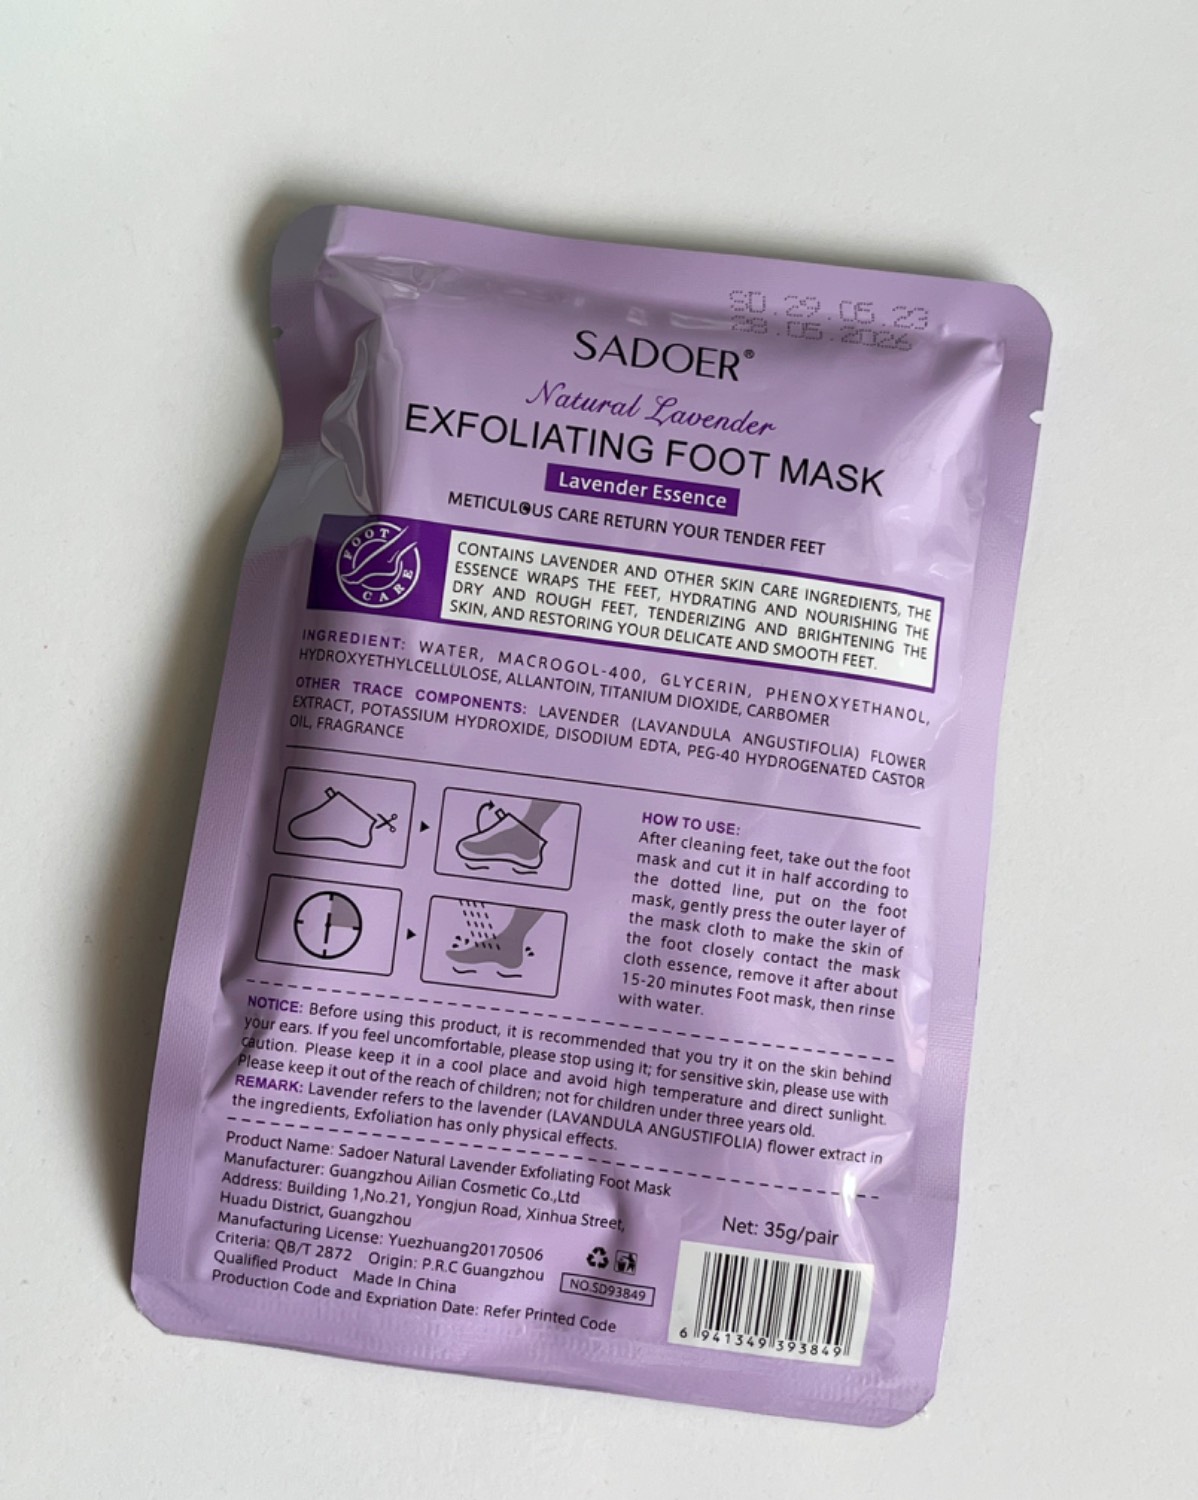 SD.29.05.23
28.05.2026
SADOER®
Natural Lavender
EXFOLIATING FOOT MASK
Lavender Essence
METICULOUS CARE RETURN YOUR TENDER FEET
FOOT
CARE
CONTAINS LAVENDER AND OTHER SKIN CARE INGREDIENTS, THE
ESSENCE WRAPS THE FEET, HYDRATING AND NOURISHING THE
DRY AND ROUGH FEET, TENDERIZING AND BRIGHTENING THE
SKIN, AND RESTORING YOUR DELICATE AND SMOOTH FEET.
INGREDIENT: WATER, MACROGOL-400, GLYCERIN, PHENOXYETHANOL,
HYDROXYETHYLCELLULOSE, ALLANTOIN, TITANIUM DIOXIDE, CARBOMER
OTHER TRACE COMPONENTS: LAVENDER (LAVANDULA ANGUSTIFOLIA) FLOWER
EXTRACT, POTASSIUM HYDROXIDE, DISODIUM EDTA, PEG-40 HYDROGENATED CASTOR
OIL, FRAGRANCE
HOW TO USE:
After cleaning feet, take out the foot
mask and cut it in half according to
the dotted line, put on the foot
mask, gently press the outer layer of
the mask cloth to make the skin of
the foot closely contact the mask
cloth essence, remove it after about
15-20 minutes Foot mask, then rinse
with water.
NOTICE: Before using this product, it is recommended that you try it on the skin behind
your ears. If you feel uncomfortable, please stop using it; for sensitive skin, please use with
caution. Please keep it in a cool place and avoid high temperature and direct sunlight.
Please keep it out of the reach of children; not for children under three years old.
REMARK: Lavender refers to the lavender (LAVANDULA ANGUSTIFOLIA) flower extract in
the ingredients, Exfoliation has only physical effects.
Product Name: Sadoer Natural Lavender Exfoliating Foot Mask
Manufacturer: Guangzhou Ailian Cosmetic Co.,Ltd
Address: Building 1,No.21, Yongjun Road, Xinhua Street,
Huadu District, Guangzhou
Manufacturing License: Yuezhuang20170506
Criteria: QB/T 2872 Origin: P.R.C Guangzhou
Qualified Product Made In China
Production Code and Expriation Date: Refer Printed Code
NO.SD93849
Net: 35g/pair
6 941349 393849